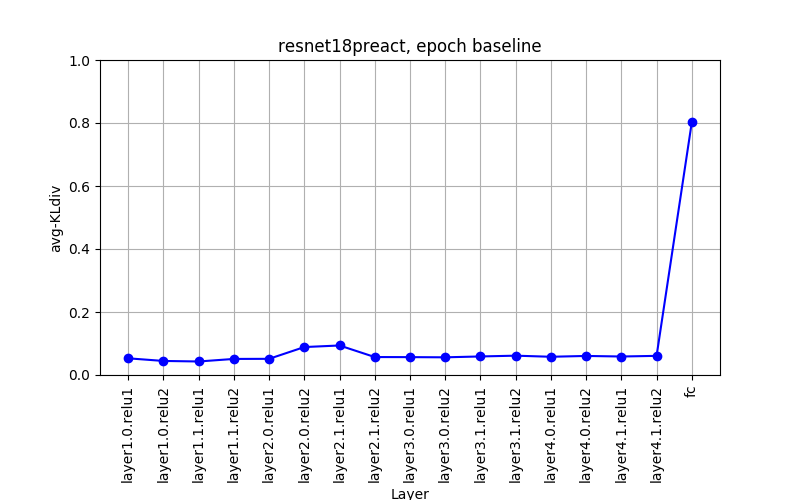 resnet18preact, epoch baseline
1.0
0.8
0.6
0.4
0.2
0.0
avg-KLdiv
layer1.0.relu1
layer1.0.relu2
layer1.1.relu1
layer1.1.relu2
layer2.0.relu1
layer2.0.relu2
layer2.1.relu1
layer2.1.relu2
layer3.0.relu1
layer3.0.relu2
layer3.1.relu1
layer3.1.relu2
layer4.0.relu1
layer4.0.relu2
layer4.1.relu1
layer4.1.relu2
fc
Layer